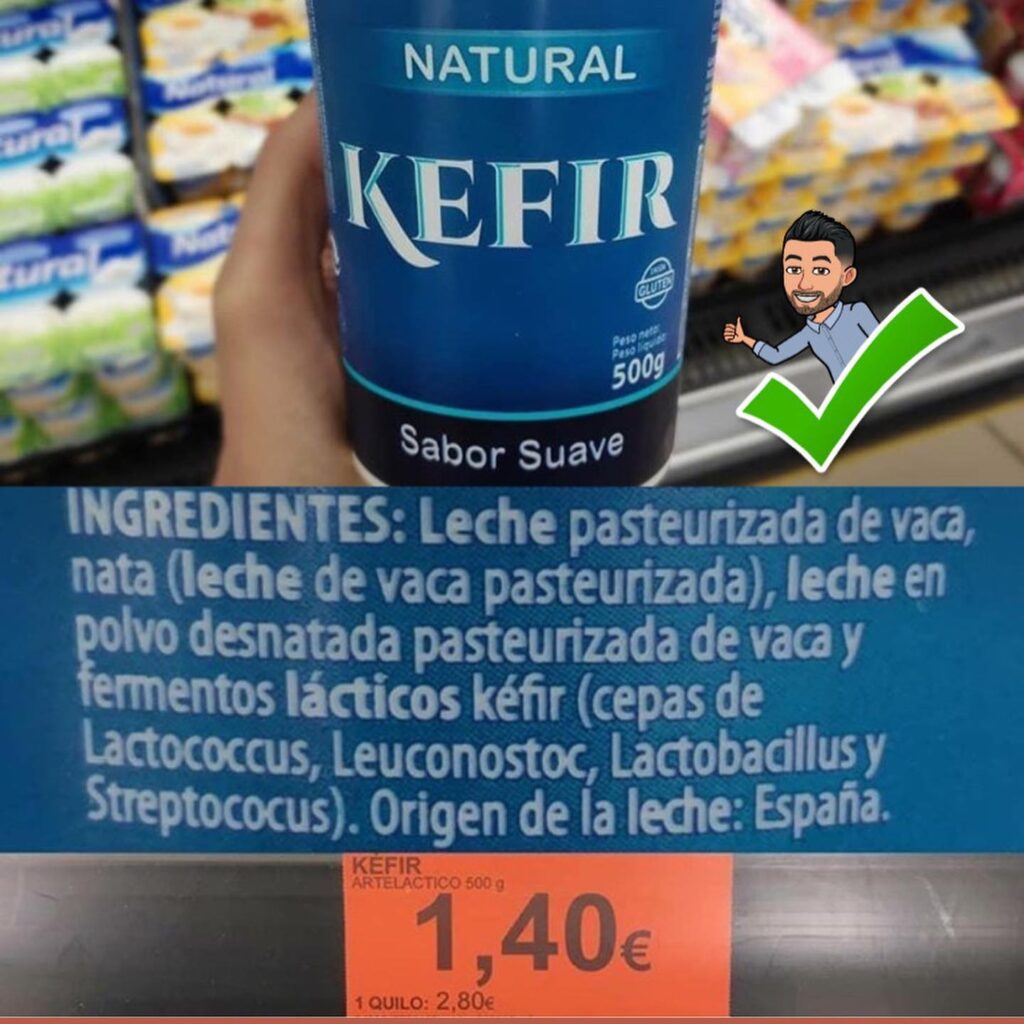 NATURAL
KEFIR
GLUTEN
Peso neto:
Peso líquido:
500g
Sabor Suave
INGREDIENTES: Leche pasteurizada de vaca,
nata (leche de vaca pasteurizada), leche en
polvo desnatada pasteurizada de vaca y
fermentos lácticos kéfir (cepas de
Lactococcus, Leuconostoc, Lactobacillus y
Streptococus). Origen de la leche: España.
KÉFIR
ARTELACTICO 500 g
1,40€
1 QUILO: 2,80€